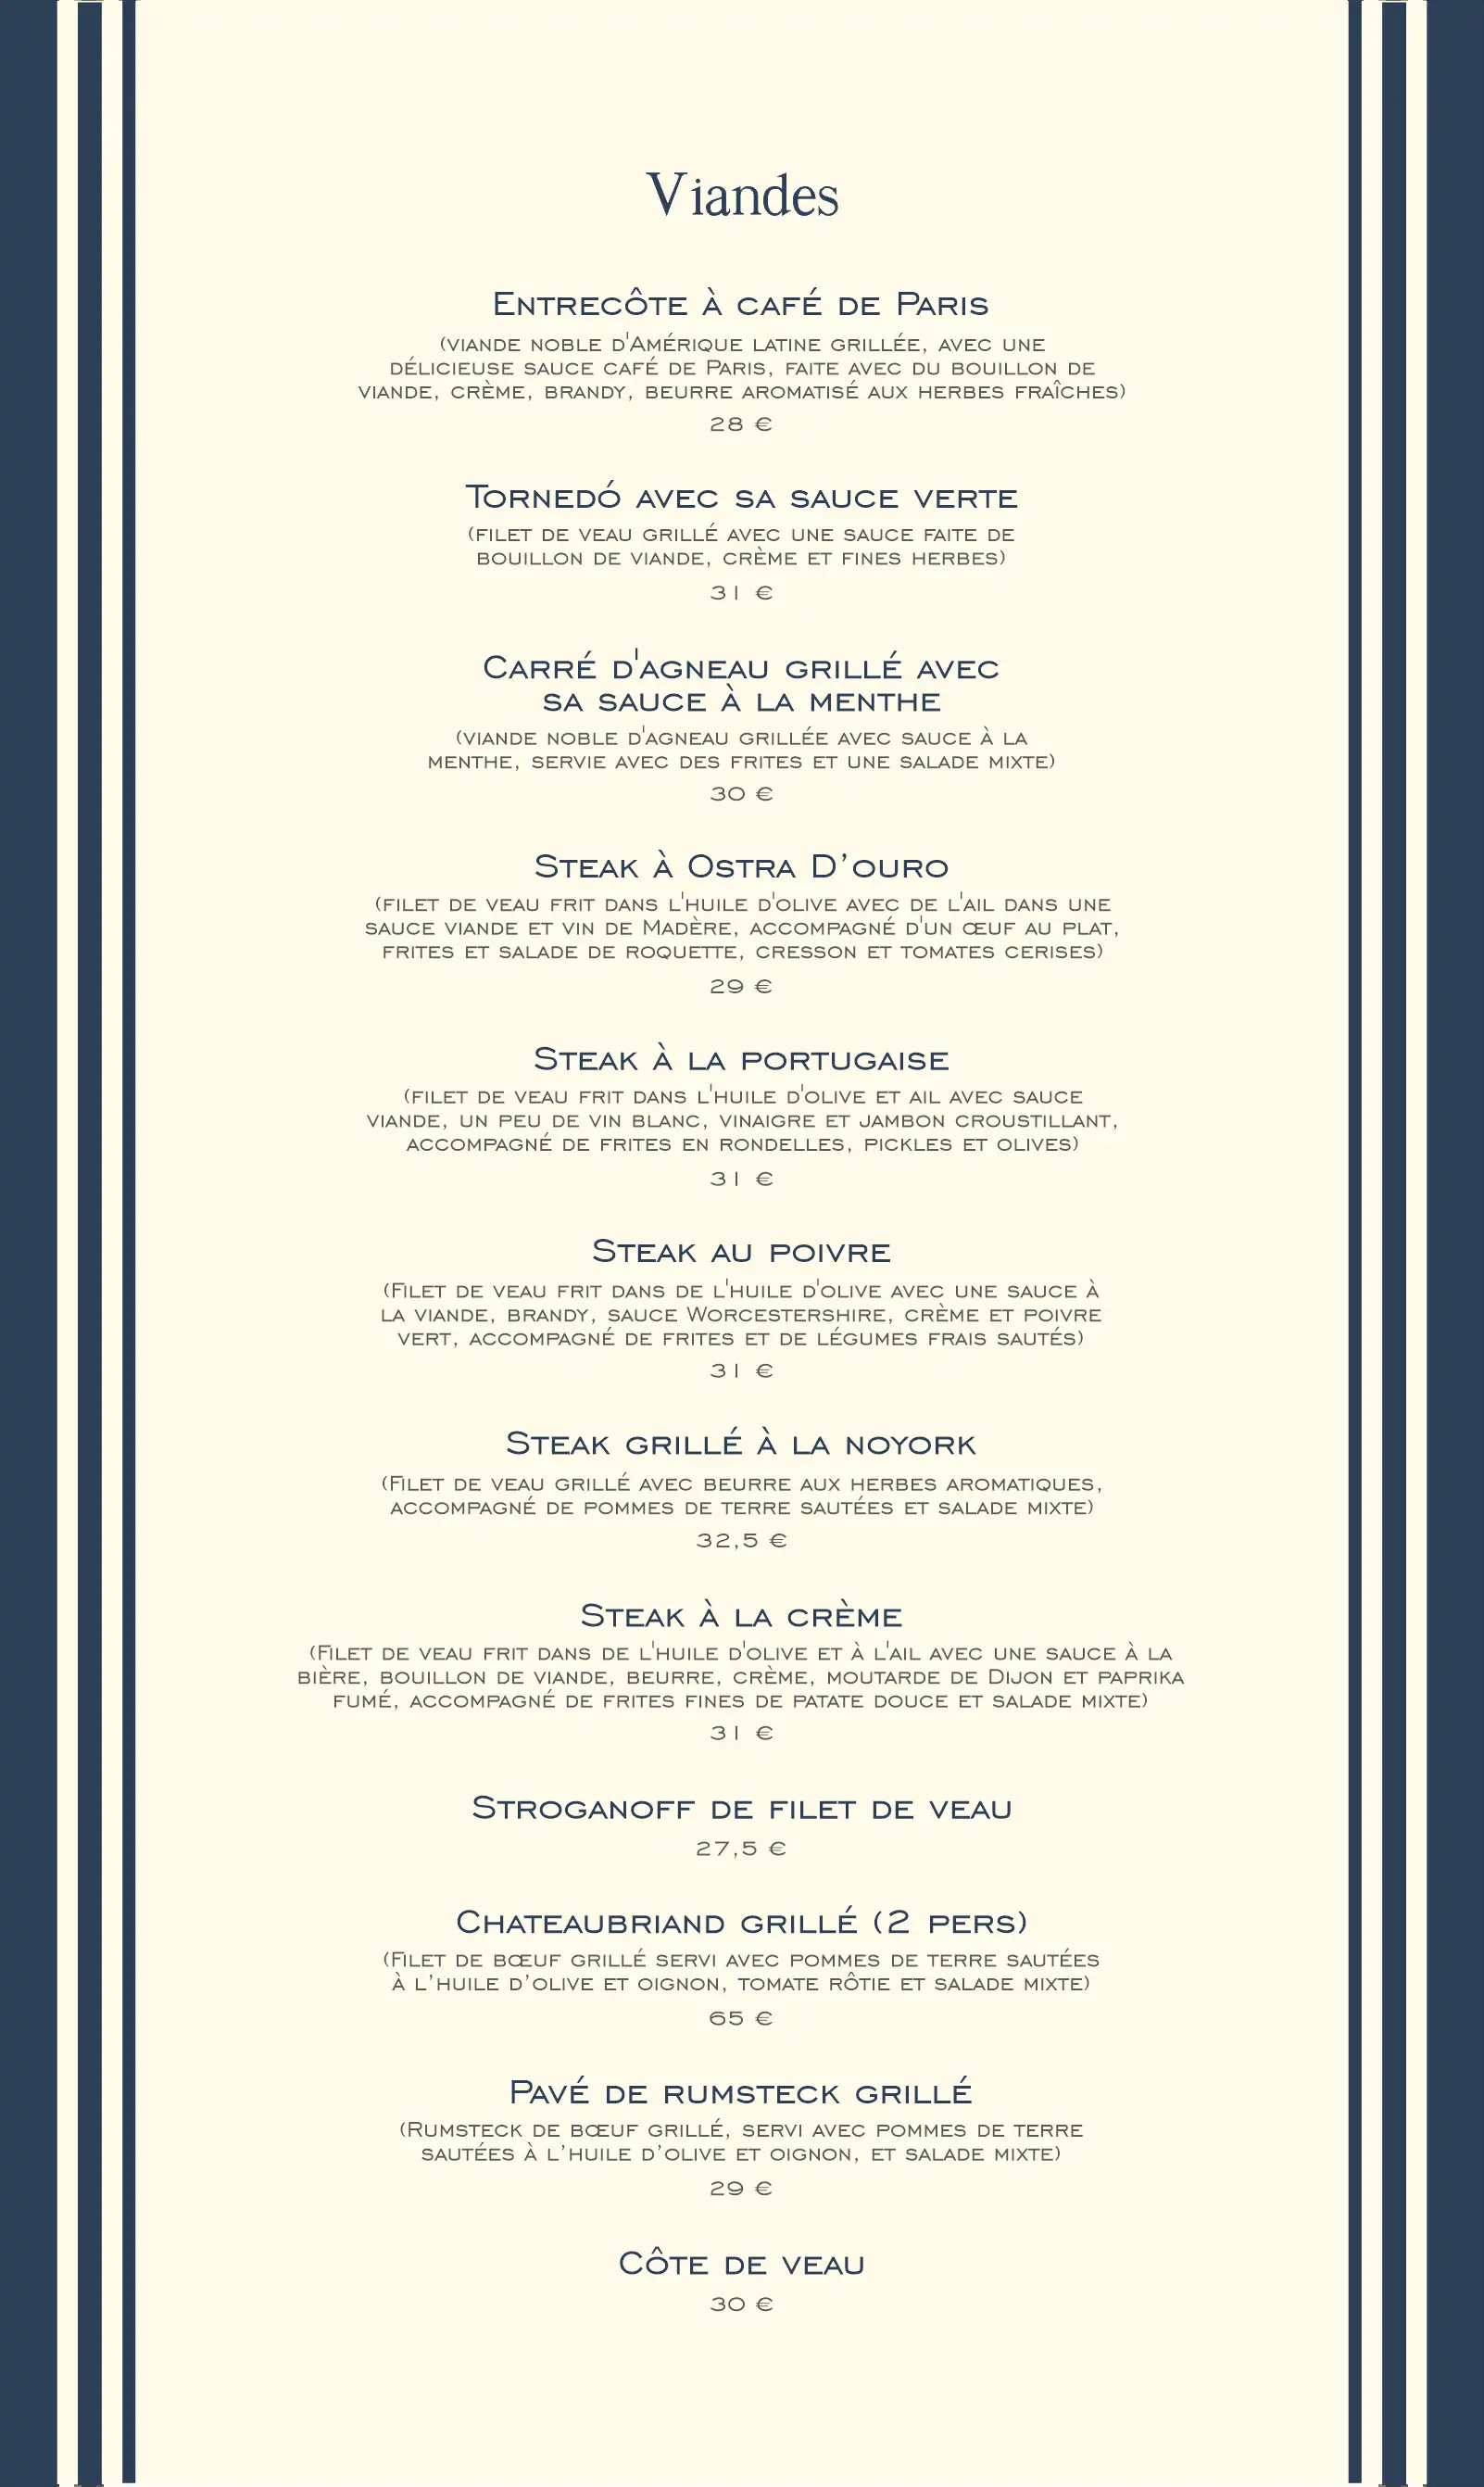 Viandes
Entrecôte à café de Paris
(viande noble d'Amérique latine grillée, avec une
délicieuse sauce café de Paris, faite avec du bouillon de
viande, crème, brandy, beurre aromatisé aux herbes fraîches)
28 €
Tornedó avec sa sauce verte
(filet de veau grillé avec une sauce faite de
bouillon de viande, crème et fines herbes)
31 €
Carré d'agneau grillé avec
sa sauce à la menthe
(viande noble d'agneau grillée avec sauce à la
menthe, servie avec des frites et une salade mixte)
30 €
Steak à Ostra D’ouro
(filet de veau frit dans l'huile d'olive avec de l'ail dans une
sauce viande et vin de Madère, accompagné d'un œuf au plat,
frites et salade de roquette, cresson et tomates cerises)
29 €
Steak à la portugaise
(filet de veau frit dans l'huile d'olive et ail avec sauce
viande, un peu de vin blanc, vinaigre et jambon croustillant,
accompagné de frites en rondelles, pickles et olives)
31 €
Steak au poivre
(Filet de veau frit dans de l'huile d'olive avec une sauce à
la viande, brandy, sauce Worcestershire, crème et poivre
vert, accompagné de frites et de légumes frais sautés)
31 €
Steak grillé à la noyork
(Filet de veau grillé avec beurre aux herbes aromatiques,
accompagné de pommes de terre sautées et salade mixte)
32,5 €
Steak à la crème
(Filet de veau frit dans de l'huile d'olive et à l'ail avec une sauce à la
bière, bouillon de viande, beurre, crème, moutarde de Dijon et paprika
fumé, accompagné de frites fines de patate douce et salade mixte)
31 €
Stroganoff de filet de veau
27,5 €
Chateaubriand grillé (2 pers)
(Filet de bœuf grillé servi avec pommes de terre sautées
à l’huile d’olive et oignon, tomate rôtie et salade mixte)
65 €
Pavé de rumsteck grillé
(Rumsteck de bœuf grillé, servi avec pommes de terre
sautées à l’huile d’olive et oignon, et salade mixte)
29 €
Côte de veau
30 €